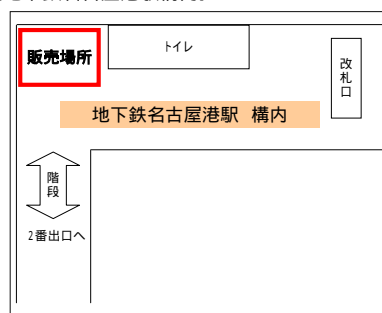 販売場所
トイレ
改札口
地下鉄名古屋港駅 構内
階段
2番出口へ